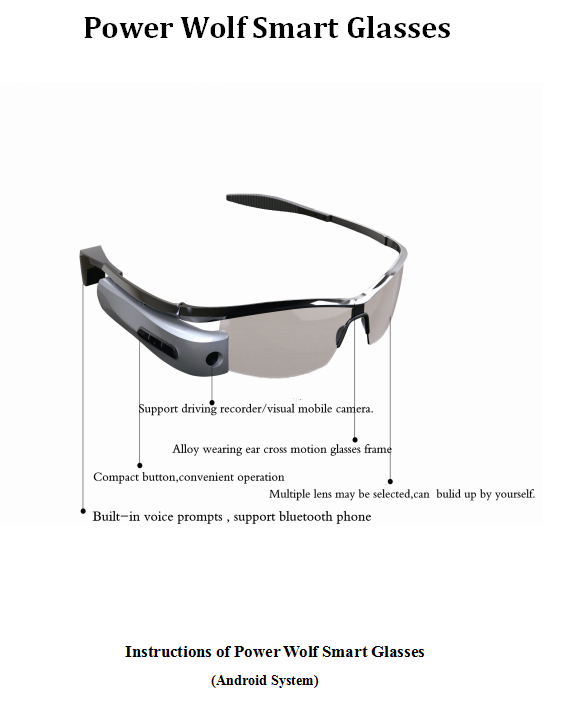 Power Wolf Smart Glasses
Support driving recorder/visual mobile camera.
Alloy wearing ear cross motion glasses frame
Compact button,convenient operation
Multiple lens may be selected,can bulid up by yourself.
Built-in voice prompts , support bluetooth phone
Instructions of Power Wolf Smart Glasses
(Android System)